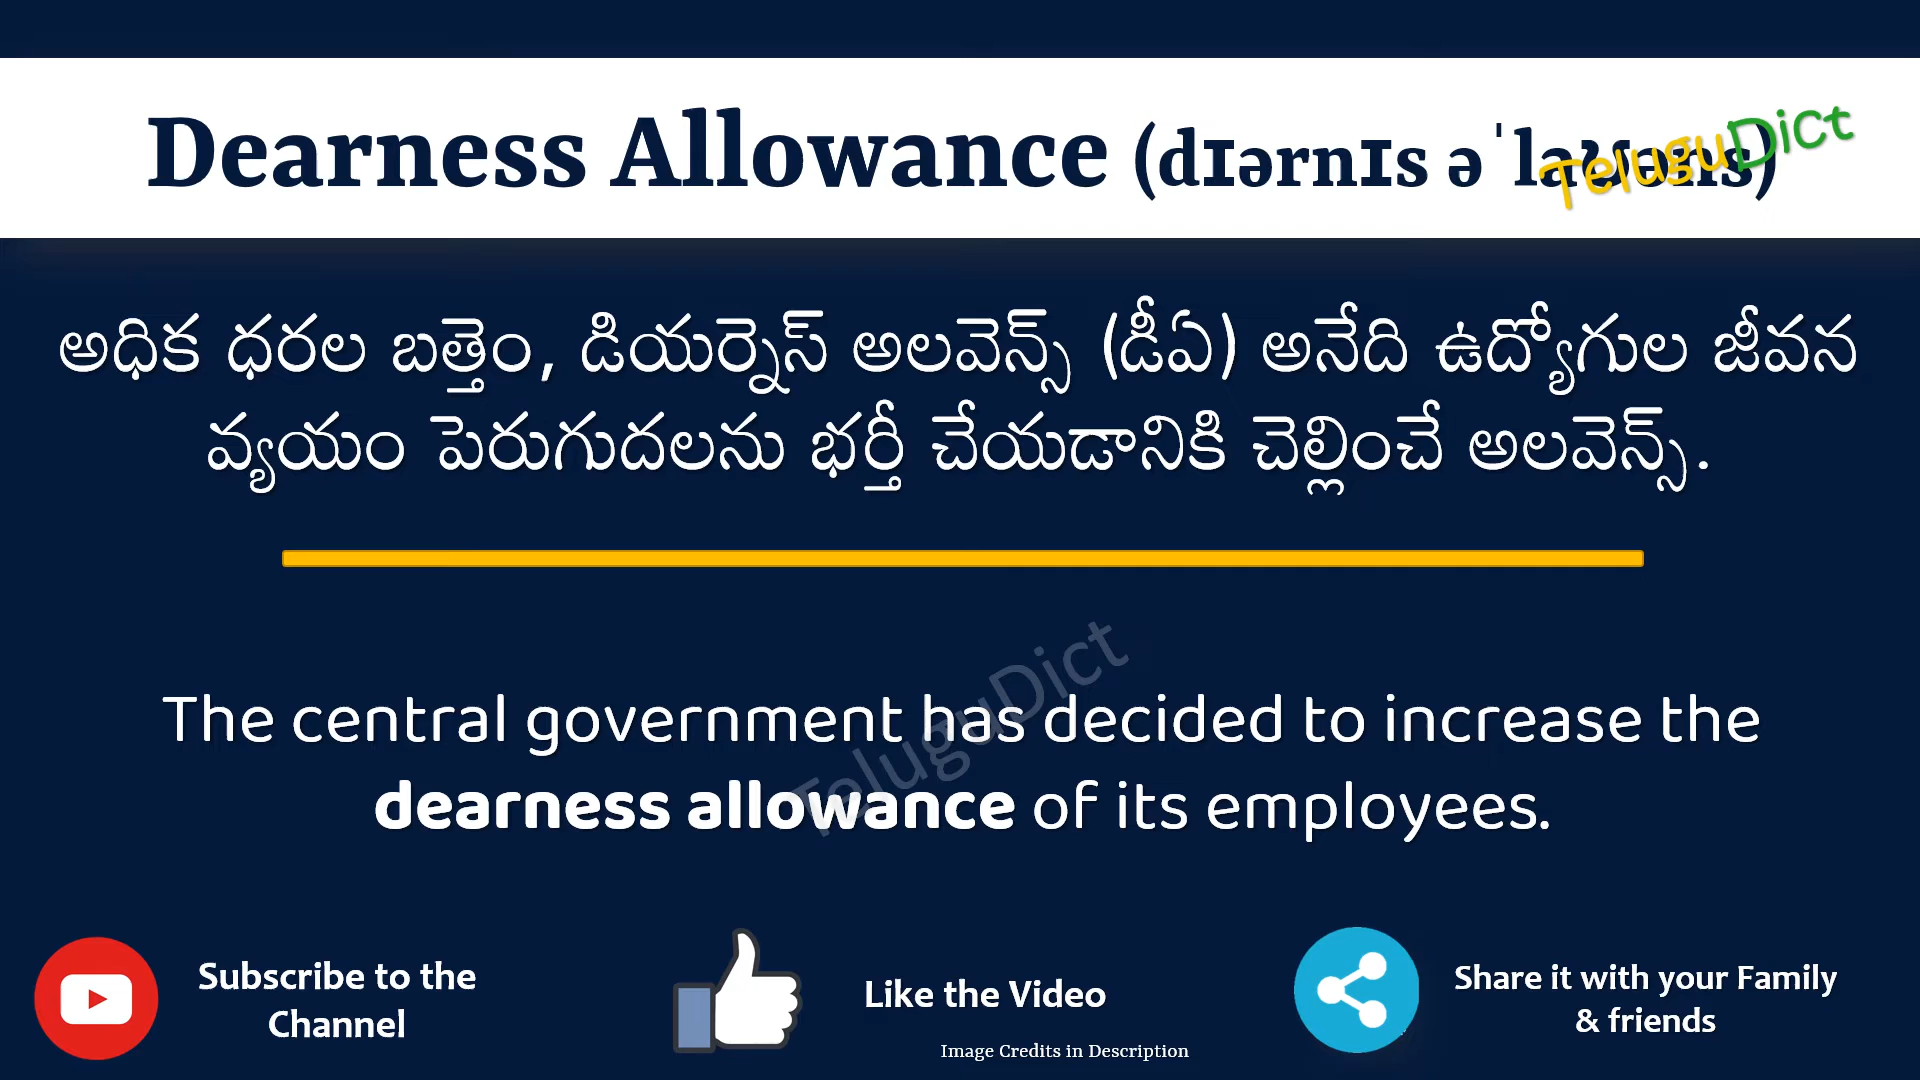 Dearness Allowance (dɪərnɪs əˈlaʊəns)
TeluguDict
అధిక ధరల బత్తెం, డియర్నెస్ అలవెన్స్ (డీఏ) అనేది ఉద్యోగుల జీవన
వ్యయం పెరుగుదలను భర్తీ చేయడానికి చెల్లించే అలవెన్స్.
TeluguDict
The central government has decided to increase the
dearness allowance of its employees.
Subscribe to the
Channel
Like the Video
Share it with your Family
& friends
Image Credits in Description